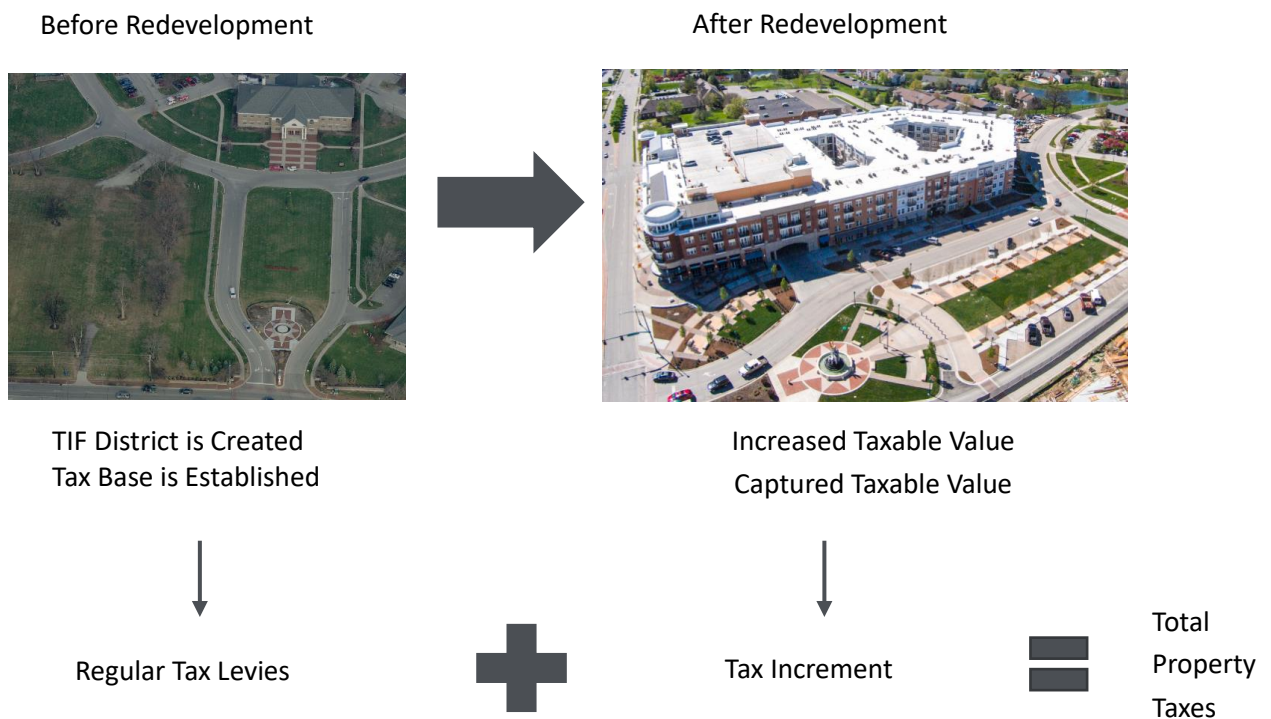 Before Redevelopment
After Redevelopment
TIF District is Created
Tax Base is Established
Increased Taxable Value
Captured Taxable Value
Regular Tax Levies
Tax Increment
Total
Property
Taxes